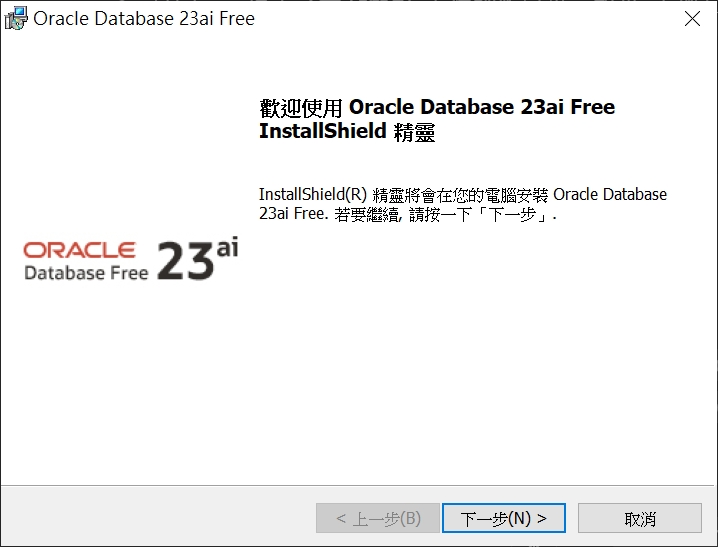 Oracle Database 23ai Free
歡迎使用 Oracle Database 23ai Free
InstallShield 精靈
InstallShield(R) 精靈將會在您的電腦安裝 Oracle Database
23ai Free. 若要繼續, 請按一下「下一步」.
ORACLE
Database Free 23ai
< 上一步(B)
下一步(N) >
取消